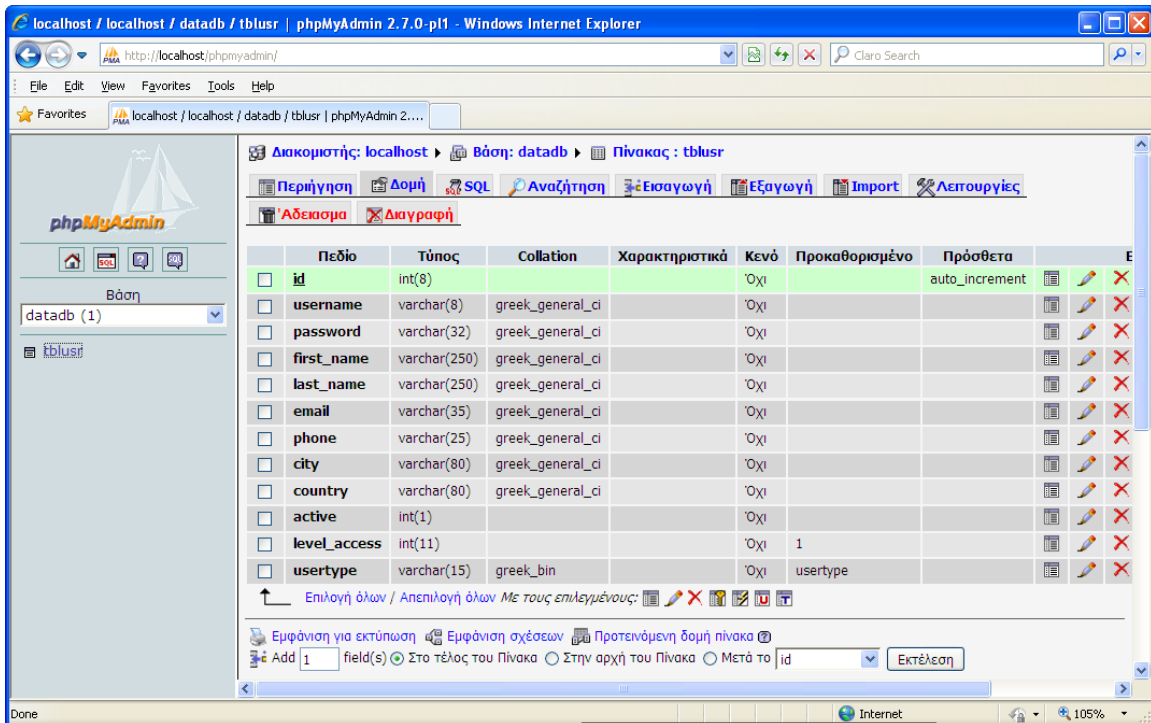 localhost / localhost / datadb / tblusr | phpMyAdmin 2.7.0-pl1 - Windows Internet Explorer
http://localhost/phpmyadmin/
Claro Search
File Edit View Favorites Tools Help
Favorites
localhost / localhost / datadb / tblusr | phpMyAdmin 2....
phpMyAdmin
Βάση
datadb (1)
tblusr
Διακομιστής: localhost Βάση: datadb Πίνακας : tblusr
Περιήγηση Δομή SQL Αναζήτηση Εισαγωγή Εξαγωγή Import Λειτουργίες
Άδειασμα Διαγραφή
Πεδίο Τύπος Collation Χαρακτηριστικά Κενό Προκαθορισμένο Πρόσθετα Ε
id int(8) Όχι auto_increment
username varchar(8) greek_general_ci Όχι
password varchar(32) greek_general_ci Όχι
first_name varchar(250) greek_general_ci Όχι
last_name varchar(250) greek_general_ci Όχι
email varchar(35) greek_general_ci Όχι
phone varchar(25) greek_general_ci Όχι
city varchar(80) greek_general_ci Όχι
country varchar(80) greek_general_ci Όχι
active int(1) Όχι
level_access int(11) Όχι 1
usertype varchar(15) greek_bin Όχι usertype
Επιλογή όλων / Απεπιλογή όλων Με τους επιλεγμένους:
Εμφάνιση για εκτύπωση Εμφάνιση σχέσεων Προτεινόμενη δομή πίνακα
Add 1 field(s) Στο τέλος του Πίνακα Στην αρχή του Πίνακα Μετά το id Εκτέλεση
Done Internet 105%